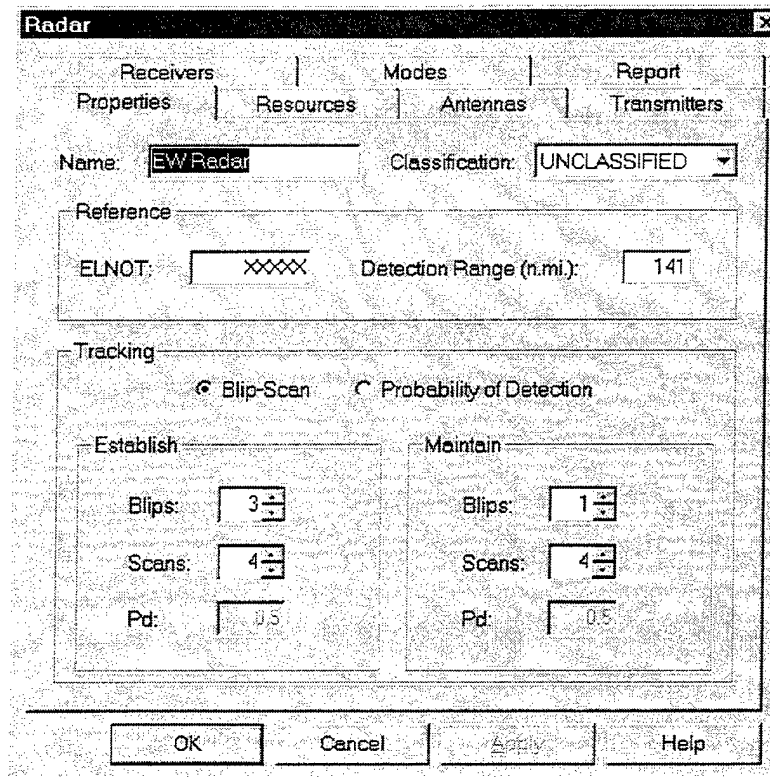 Radar
Receivers Modes Report
Properties Resources Antennas Transmitters
Name: EW Radar Classification: UNCLASSIFIED
Reference
ELNOT: XXXXX Detection Range (n.mi.): 141
Tracking
Blip-Scan Probability of Detection
Establish Maintain
Blips: 3 Blips: 1
Scans: 4 Scans: 4
Pd: 0.5 Pd: 0.5
OK Cancel Apply Help